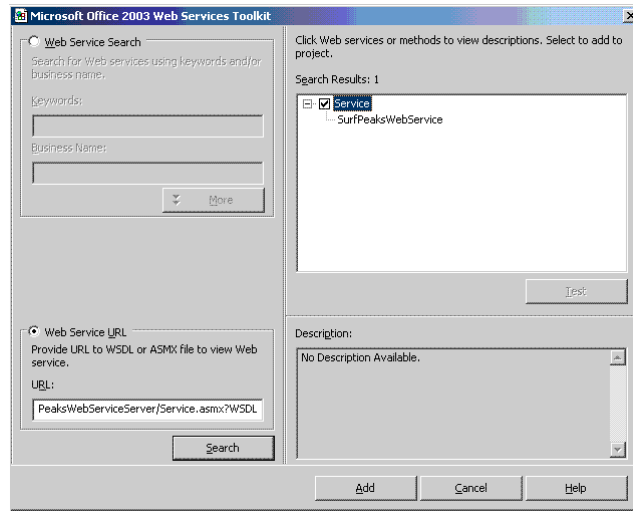 Microsoft Office 2003 Web Services Toolkit
Web Service Search
Search for Web services using keywords and/or
business name.
Keywords:
Business Name:
More
Web Service URL
Provide URL to WSDL or ASMX file to view Web
service.
URL:
PeaksWebServiceServer/Service.asmx?WSDL
Search
Click Web services or methods to view descriptions. Select to add to
project.
Search Results: 1
Service
SurfPeaksWebService
Test
Description:
No Description Available.
Add
Cancel
Help